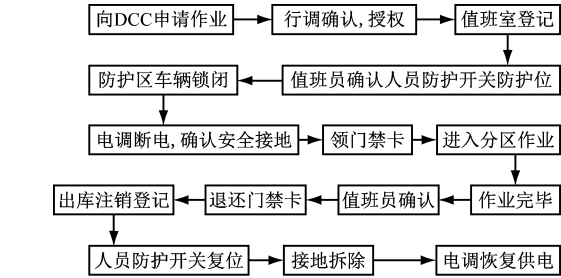 向DCC申请作业
行调确认,授权
值班室登记
值班员确认人员防护开关防护位
防护区车辆锁闭
电调断电,确认安全接地
领门禁卡
进入分区作业
作业完毕
值班员确认
退还门禁卡
出库注销登记
人员防护开关复位
接地拆除
电调恢复供电